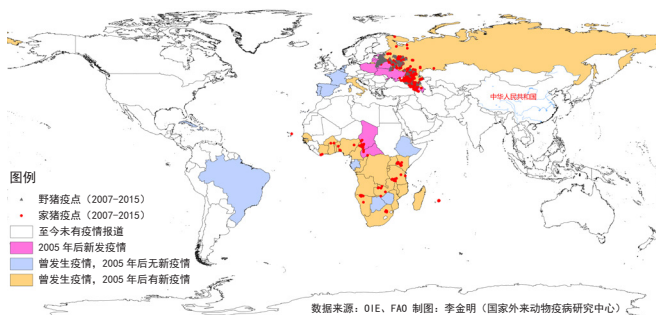 中华人民共和国
图例
野猪疫点（2007-2015）
家猪疫点（2007-2015）
至今未有疫情报道
2005 年后新发疫情
曾发生疫情，2005 年后无新疫情
曾发生疫情，2005 年后有新疫情
数据来源：OIE、FAO 制图：李金明（国家外来动物疫病研究中心）